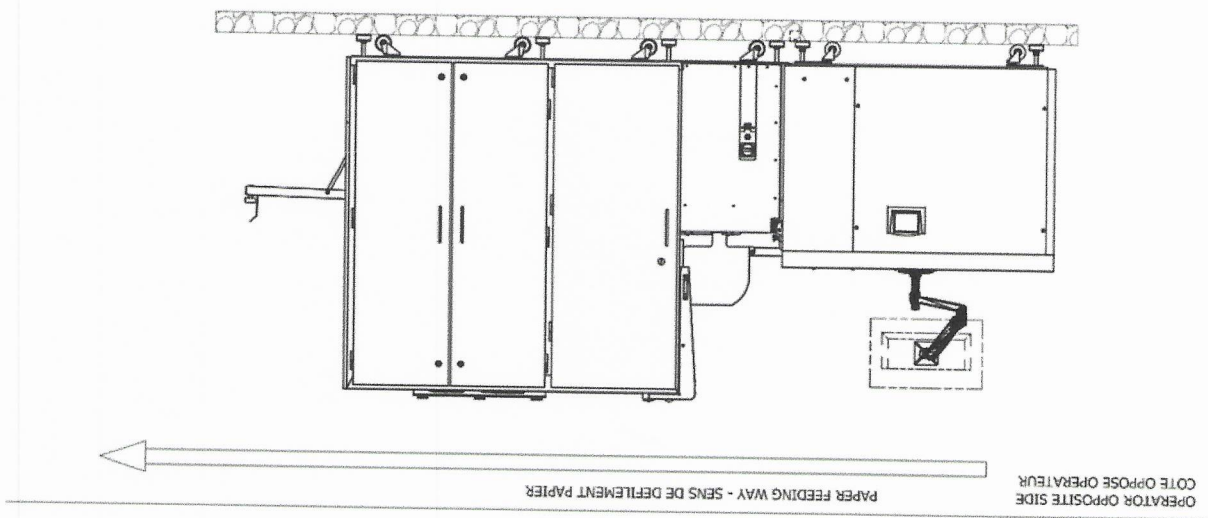 OPERATOR OPPOSITE SIDE
COTE OPPOSE OPERATEUR
PAPER FEEDING WAY - SENS DE DEFILEMENT PAPIER